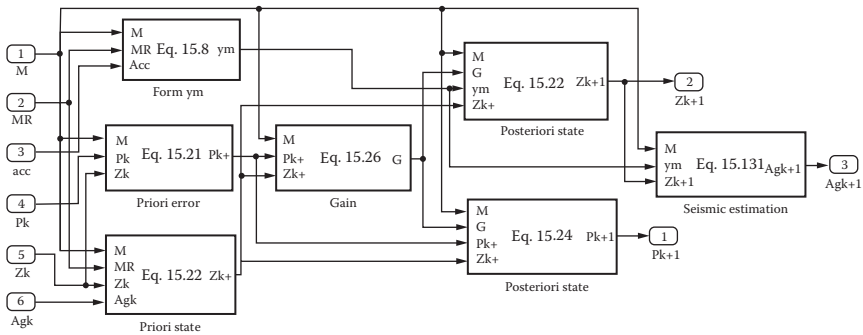 1
M
2
MR
3
acc
4
Pk
5
Zk
6
Agk
M
MR
Acc
Eq. 15.8
ym
Form ym
M
Pk
Zk
Eq. 15.21
Pk+
Priori error
M
MR
Zk
Agk
Eq. 15.22
Zk+
Priori state
M
Pk+
Zk+
Eq. 15.26
G
Gain
M
G
ym
Zk+
Eq. 15.22
Zk+1
Posteriori state
M
G
Pk+
Zk+
Eq. 15.24
Pk+1
Posteriori state
2
Zk+1
1
Pk+1
M
ym
Zk+1
Eq. 15.131
Agk+1
Seismic estimation
3
Agk+1